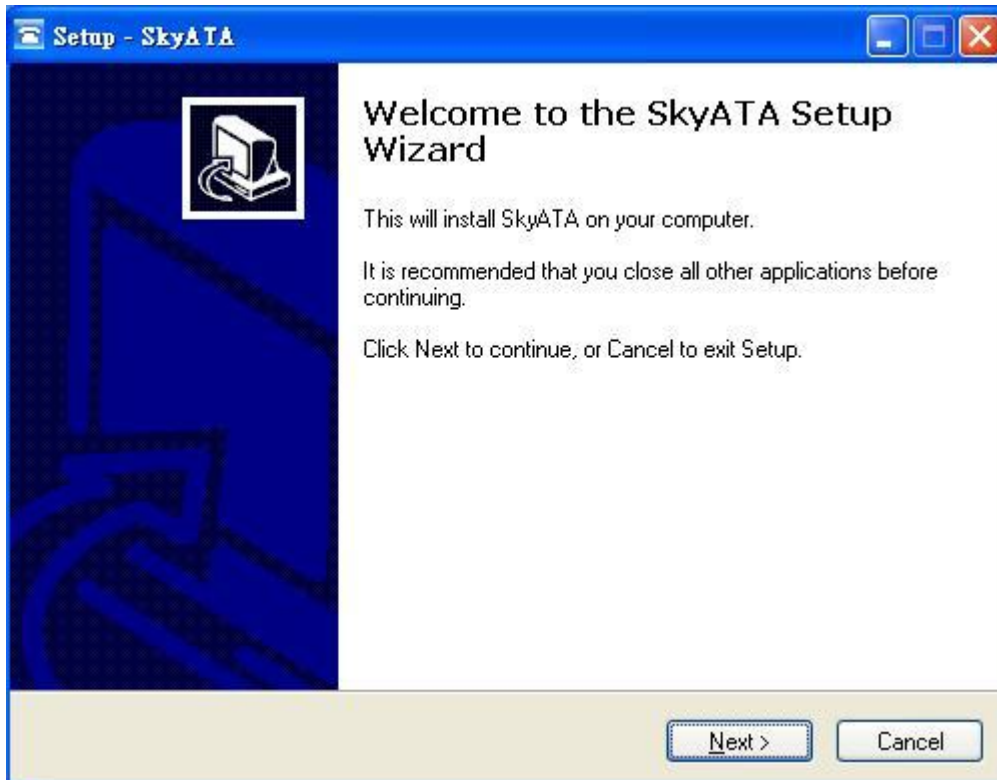 Setup - SkyATA
Welcome to the SkyATA Setup
Wizard
This will install SkyATA on your computer.
It is recommended that you close all other applications before
continuing.
Click Next to continue, or Cancel to exit Setup.
Next >
Cancel